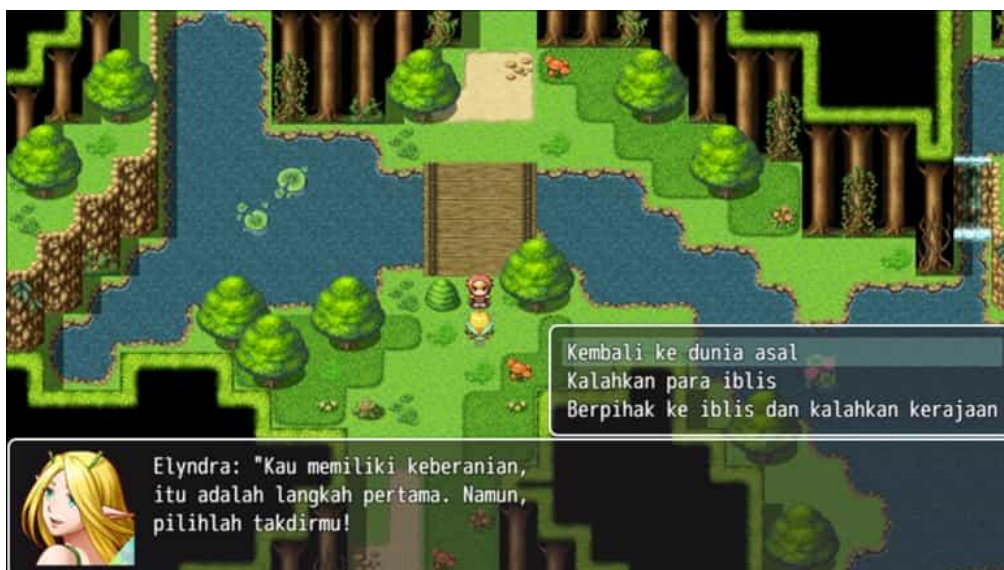 Kembali ke dunia asal
Kalahkan para iblis
Berpihak ke iblis dan kalahkan kerajaan
Elyndra: "Kau memiliki keberanian,
itu adalah langkah pertama. Namun,
pilihlah takdirmu!